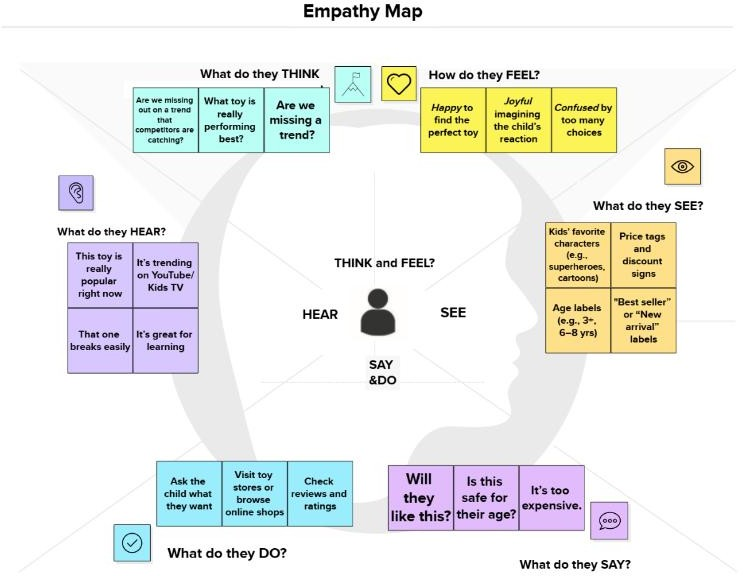 Empathy Map
What do they THINK
Are we missing
out on a trend
that
competitors are
catching?
What toy is
really
performing
best?
Are we
missing a
trend?
How do they FEEL?
Happy to
find the
perfect toy
Joyful
imagining
the child's
reaction
Confused by
too many
choices
What do they HEAR?
This toy is
really
popular
right now
It's trending
on YouTube/
Kids TV
That one
breaks easily
It's great for
learning
What do they SEE?
Kids' favorite
characters
(e.g.,
superheroes,
cartoons)
Price tags
and
discount
signs
Age labels
(e.g., 3+,
6–8 yrs)
"Best seller"
or "New
arrival"
labels
THINK and FEEL?
HEAR
SEE
SAY
&DO
Ask the
child what
they want
Visit toy
stores or
browse
online shops
Check
reviews and
ratings
What do they DO?
Will
they
like this?
Is this
safe for
their age?
It's too
expensive.
What do they SAY?